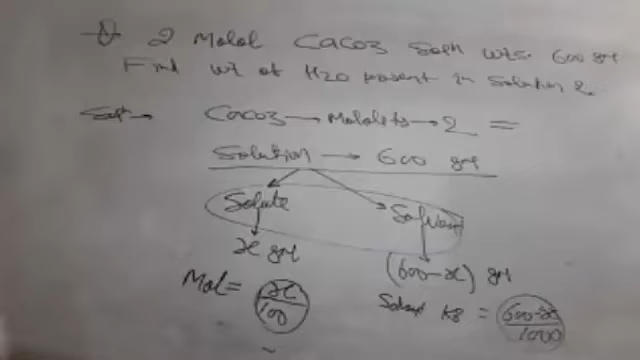 Q 2 Molal CaCO3 Solⁿ wts. 600 gm
Find wt of H2O present in Solution 2.
Solⁿ → CaCO3 → Molality → 2 =
Solution → 600 gm
Solute Solvent
x gm (600-x) gm
Mol = x/100 Solvent kg = 600-x/1000